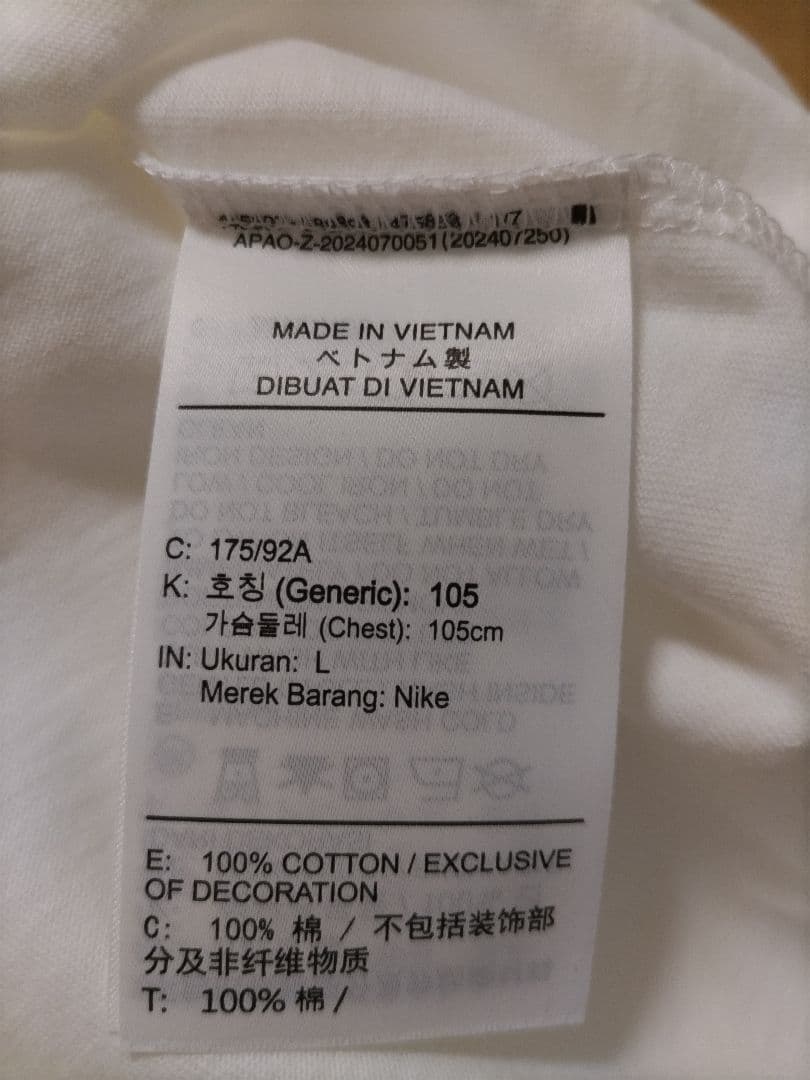 APAO-Z-2024070051(202407250)
MADE IN VIETNAM
ベトナム製
DIBUAT DI VIETNAM
C: 175/92A
K: 호칭 (Generic): 105
가슴둘레 (Chest): 105cm
IN: Ukuran: L
Merek Barang: Nike
E: 100% COTTON / EXCLUSIVE
OF DECORATION
C: 100% 棉 / 不包括装饰部
分及非纤维物质
T: 100% 棉 /